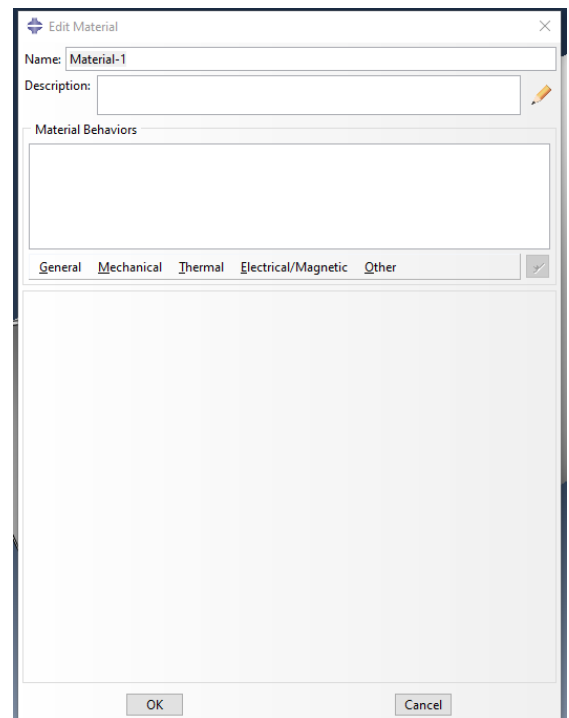 Edit Material
Name: Material-1
Description:
Material Behaviors
General Mechanical Thermal Electrical/Magnetic Other
OK Cancel